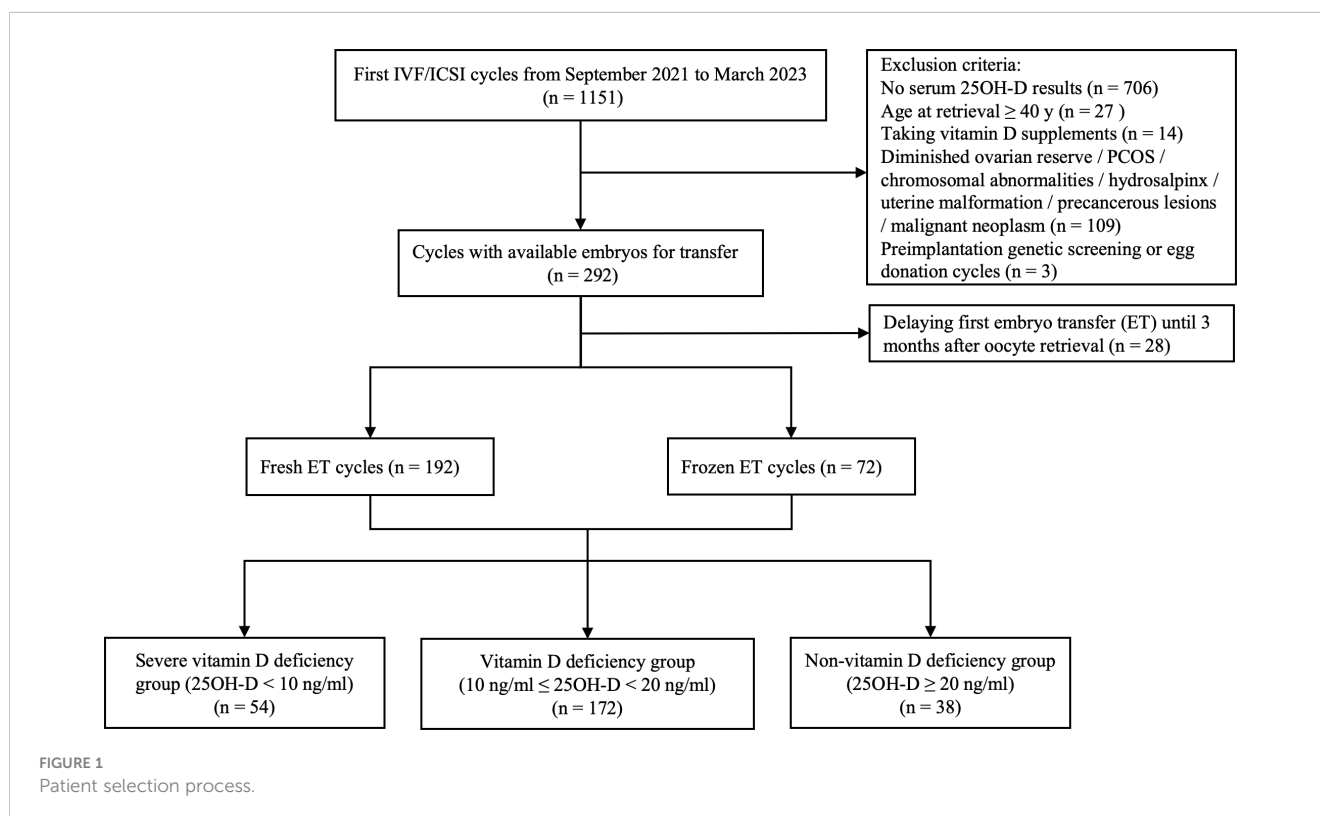 First IVF/ICSI cycles from September 2021 to March 2023
(n = 1151)
Exclusion criteria:
No serum 25OH-D results (n = 706)
Age at retrieval ≥ 40 y (n = 27 )
Taking vitamin D supplements (n = 14)
Diminished ovarian reserve / PCOS /
chromosomal abnormalities / hydrosalpinx /
uterine malformation / precancerous lesions
/ malignant neoplasm (n = 109)
Preimplantation genetic screening or egg
donation cycles (n = 3)
Cycles with available embryos for transfer
(n = 292)
Delaying first embryo transfer (ET) until 3
months after oocyte retrieval (n = 28)
Fresh ET cycles (n = 192)
Frozen ET cycles (n = 72)
Severe vitamin D deficiency
group (25OH-D < 10 ng/ml)
(n = 54)
Vitamin D deficiency group
(10 ng/ml ≤ 25OH-D < 20 ng/ml)
(n = 172)
Non-vitamin D deficiency group
(25OH-D ≥ 20 ng/ml)
(n = 38)
FIGURE 1
Patient selection process.